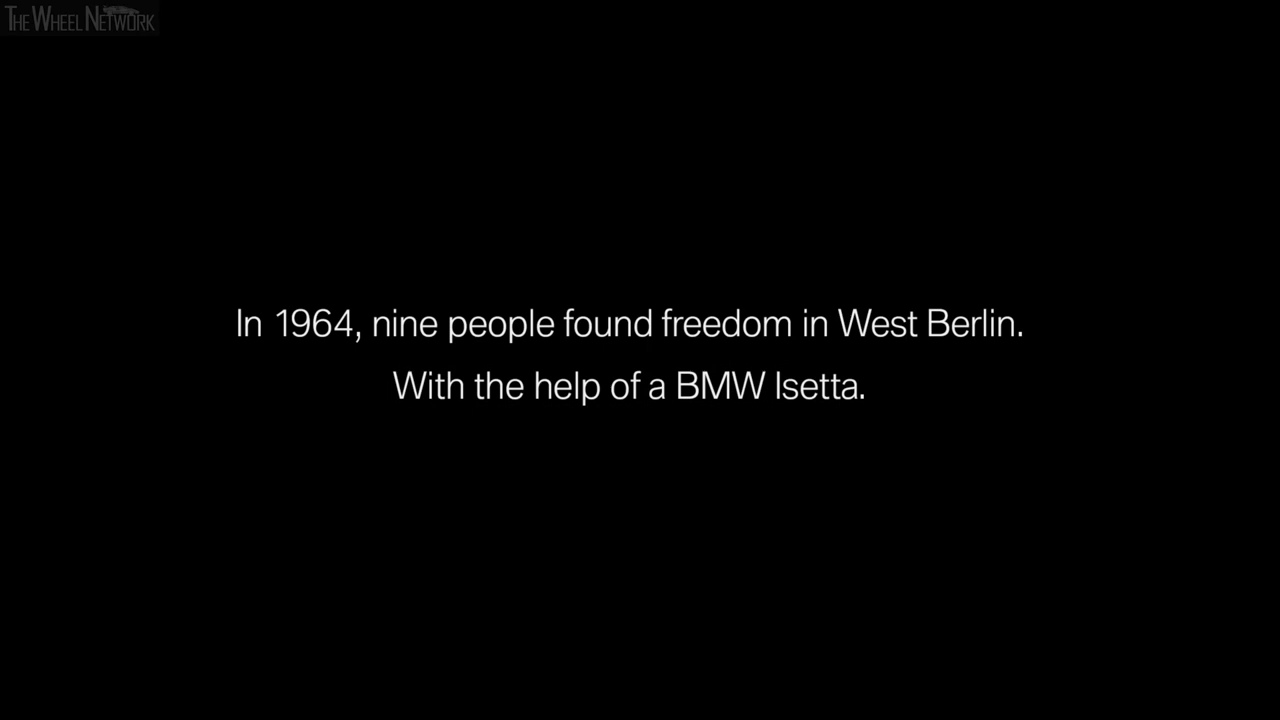 THE WHEEL NETWORK
In 1964, nine people found freedom in West Berlin.
With the help of a BMW Isetta.